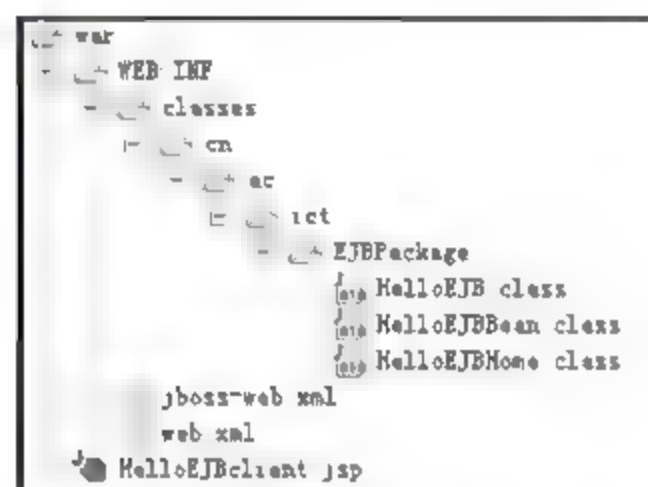 war
WEB-INF
classes
cn
ac
ict
EJBPackage
HelloEJB class
HelloEJBBean class
HelloEJBHome class
jboss-web xml
web xml
HelloEJBclient jsp